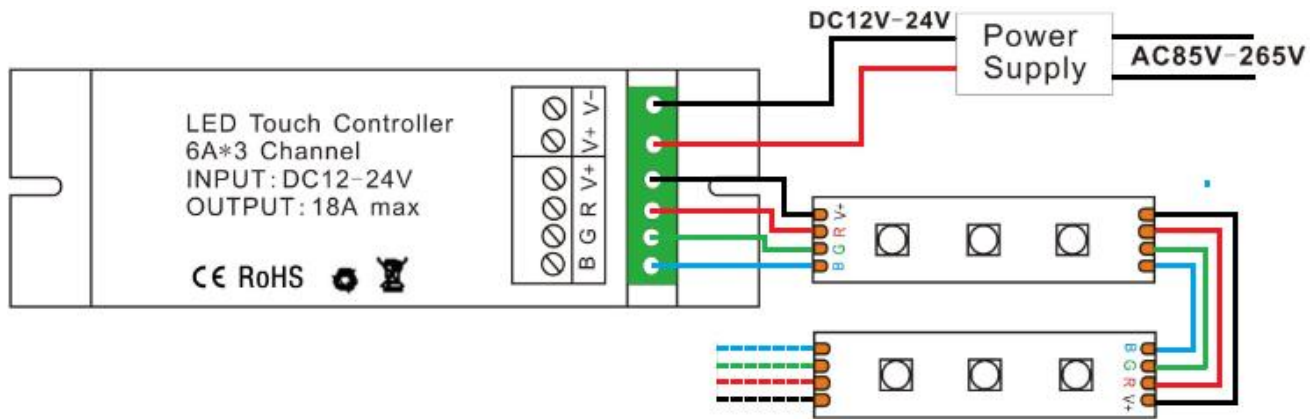 DC12V-24V
Power
Supply
AC85V-265V
LED Touch Controller
6A*3 Channel
INPUT:DC12-24V
OUTPUT:18A max
CE RoHS
V-
V+
V+
R
G
B
V+
R
G
B
B
G
R
V+